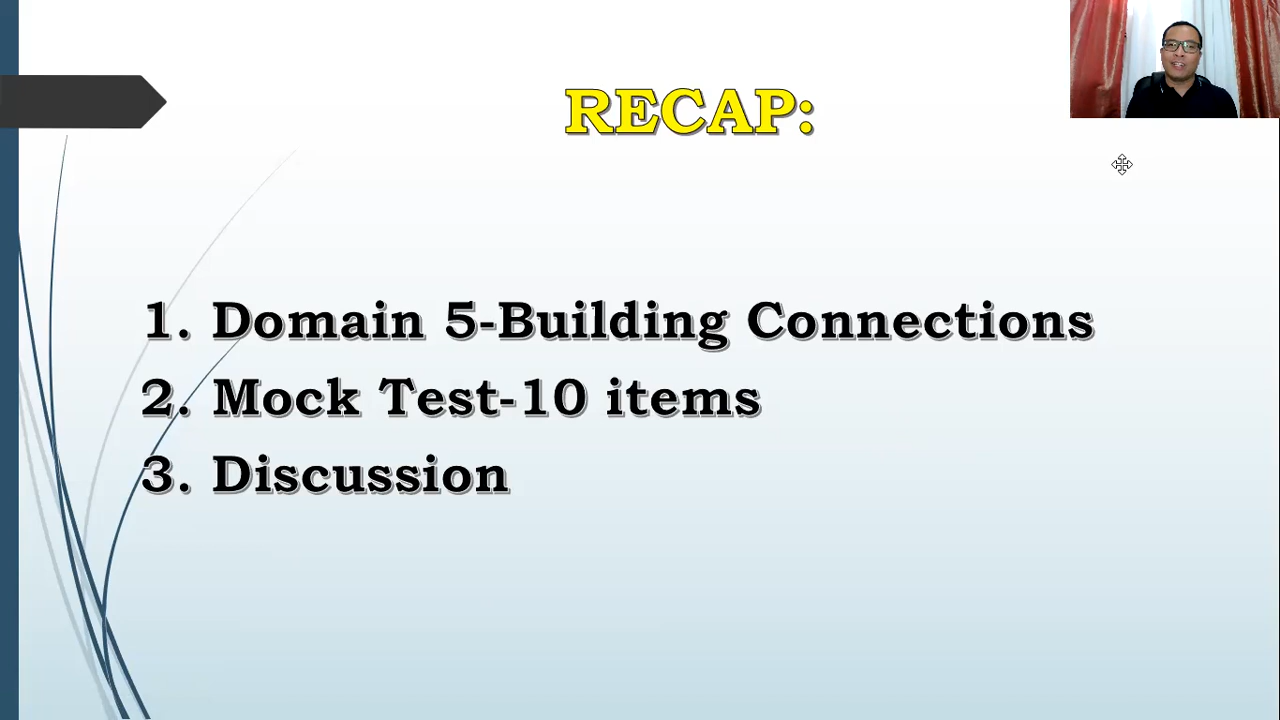 RECAP:
1. Domain 5-Building Connections
2. Mock Test-10 items
3. Discussion